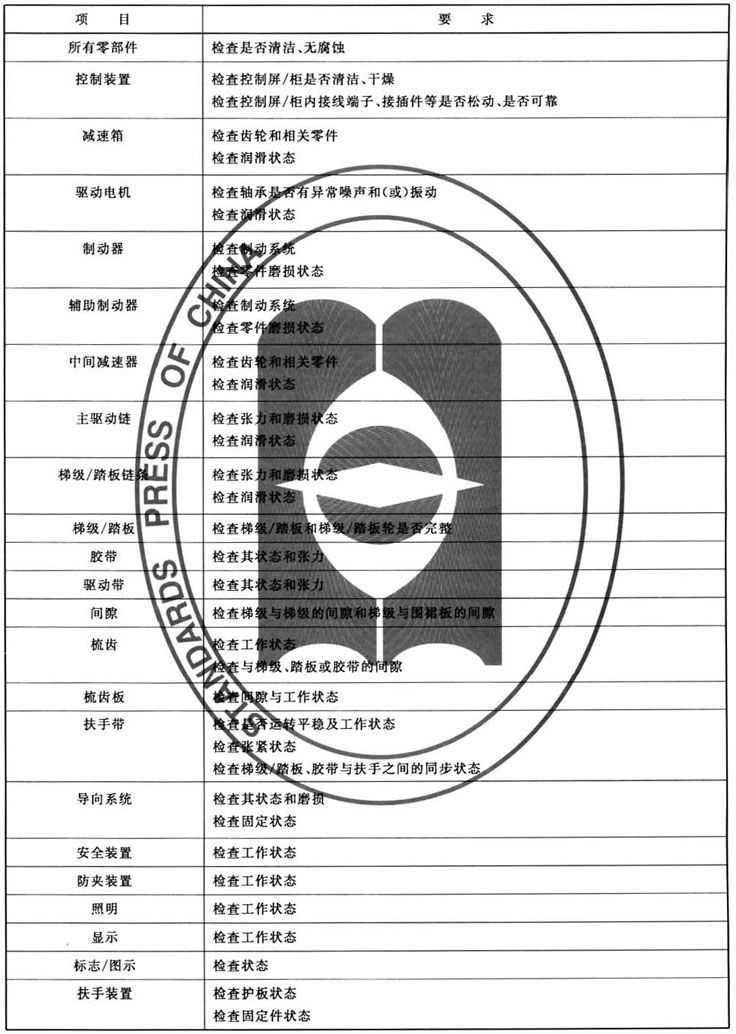 项 目 要 求
所有零部件 检查是否清洁、无腐蚀
控制装置 检查控制屏/柜是否清洁、干燥
检查控制屏/柜内接线端子、接插件等是否松动、是否可靠
减速箱 检查齿轮和相关零件
检查润滑状态
驱动电机 检查轴承是否有异常噪声和(或)振动
检查润滑状态
制动器 检查制动系统
检查零件磨损状态
辅助制动器 检查制动系统
检查零件磨损状态
中间减速器 检查齿轮和相关零件
检查润滑状态
主驱动链 检查张力和磨损状态
检查润滑状态
梯级/踏板链条 检查张力和磨损状态
检查润滑状态
梯级/踏板 检查梯级/踏板和梯级/踏板轮是否完整
胶带 检查其状态和张力
驱动带 检查其状态和张力
间隙 检查梯级与梯级的间隙和梯级与围裙板的间隙
梳齿 检查工作状态
检查与梯级、踏板或胶带的间隙
梳齿板 检查间隙与工作状态
扶手带 检查是否运转平稳及工作状态
检查张紧状态
检查梯级/踏板、胶带与扶手之间的同步状态
导向系统 检查其状态和磨损
检查固定状态
安全装置 检查工作状态
防夹装置 检查工作状态
照明 检查工作状态
显示 检查工作状态
标志/图示 检查状态
扶手装置 检查护板状态
检查固定件状态
STANDARDS PRESS OF CHINA